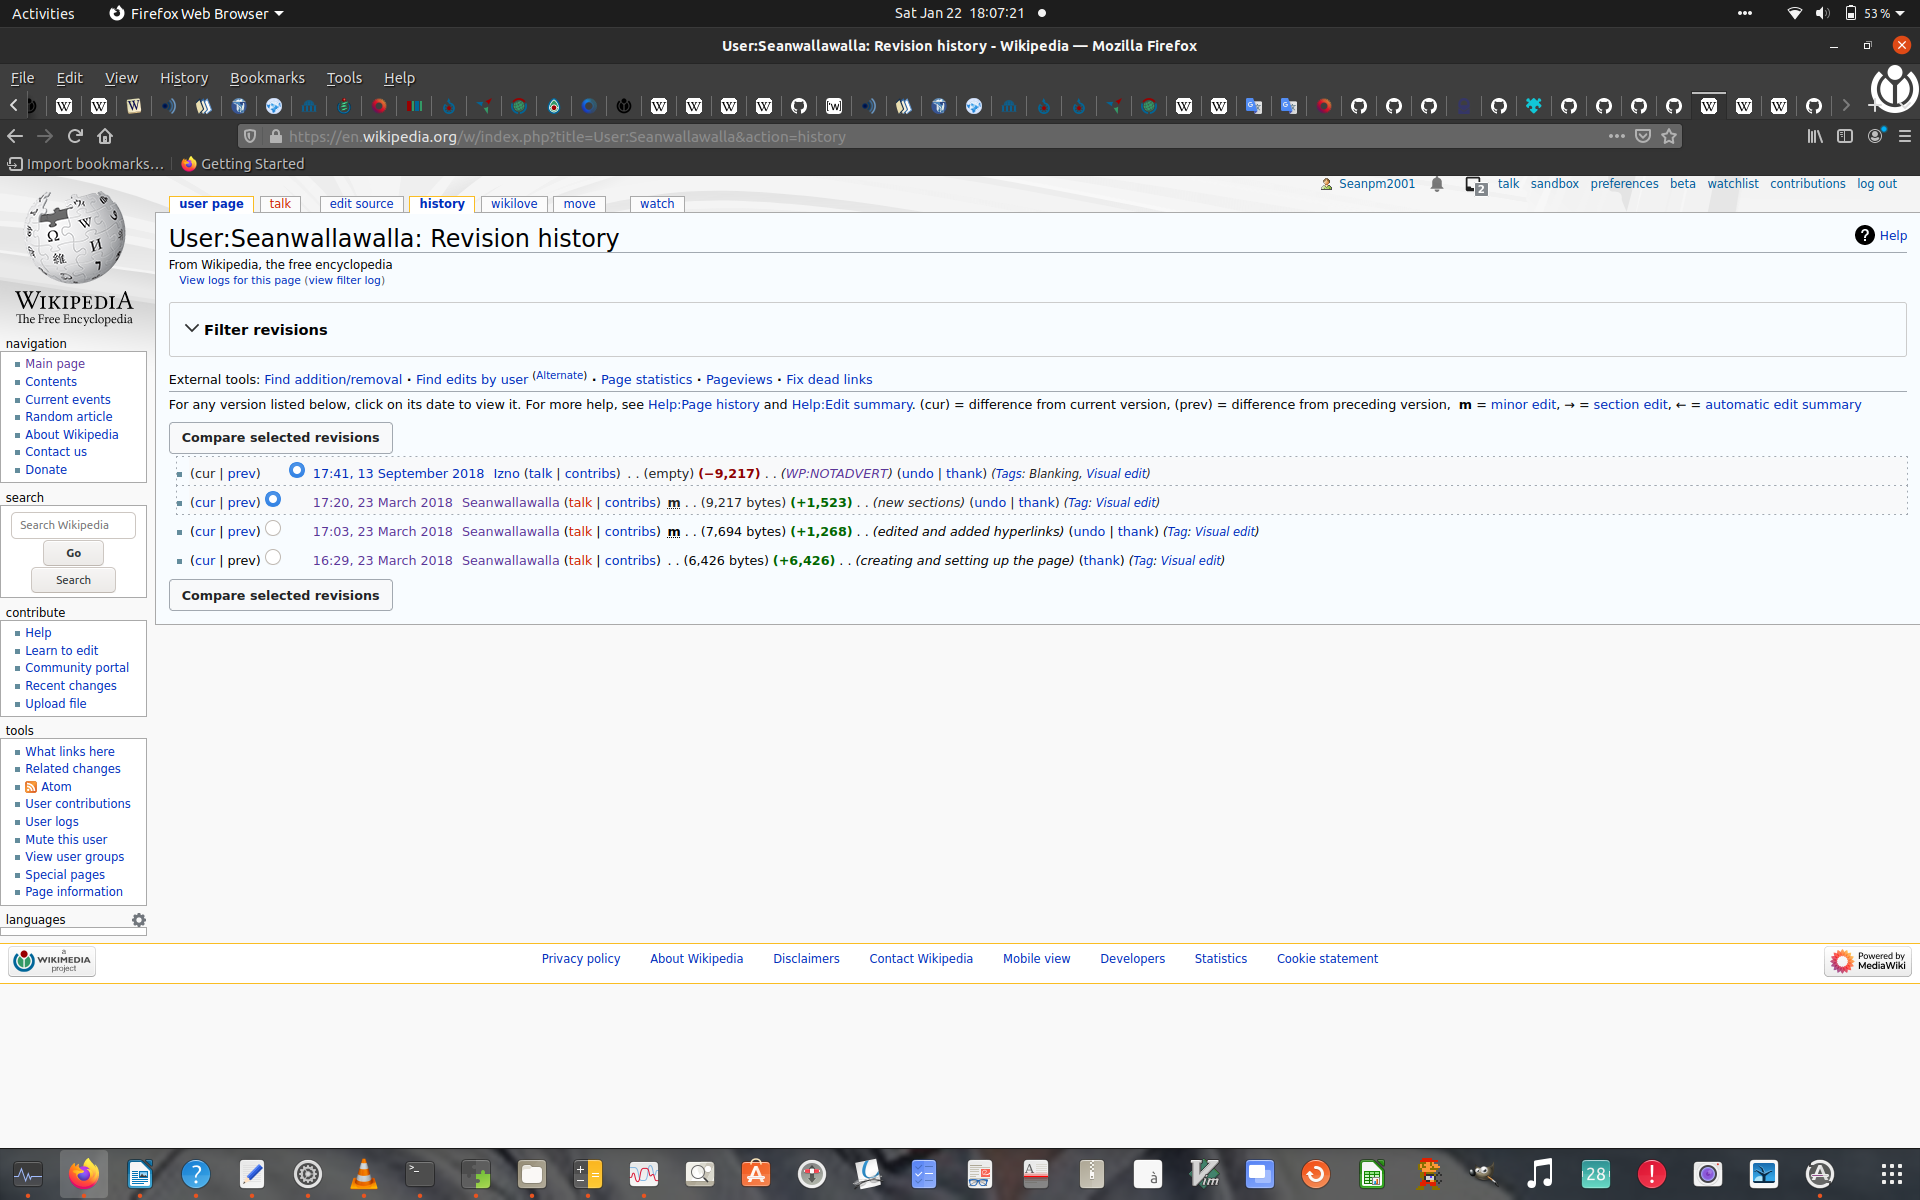 Activities Firefox Web Browser Sat Jan 22 18:07:21 53 %
User:Seanwallawalla: Revision history - Wikipedia — Mozilla Firefox
File Edit View History Bookmarks Tools Help
https://en.wikipedia.org/w/index.php?title=User:Seanwallawalla&action=history
Import bookmarks… Getting Started
Seanpm2001 2 talk sandbox preferences beta watchlist contributions log out
user page talk edit source history wikilove move watch
User:Seanwallawalla: Revision history
? Help
From Wikipedia, the free encyclopedia
View logs for this page (view filter log)
Filter revisions
External tools: Find addition/removal · Find edits by user (Alternate) · Page statistics · Pageviews · Fix dead links
For any version listed below, click on its date to view it. For more help, see Help:Page history and Help:Edit summary. (cur) = difference from current version, (prev) = difference from preceding version, m = minor edit, → = section edit, ← = automatic edit summary
Compare selected revisions
(cur | prev) 17:41, 13 September 2018 Izno (talk | contribs) . . (empty) (−9,217) . . (WP:NOTADVERT) (undo | thank) (Tags: Blanking, Visual edit)
(cur | prev) 17:20, 23 March 2018 Seanwallawalla (talk | contribs) m . . (9,217 bytes) (+1,523) . . (new sections) (undo | thank) (Tag: Visual edit)
(cur | prev) 17:03, 23 March 2018 Seanwallawalla (talk | contribs) m . . (7,694 bytes) (+1,268) . . (edited and added hyperlinks) (undo | thank) (Tag: Visual edit)
(cur | prev) 16:29, 23 March 2018 Seanwallawalla (talk | contribs) . . (6,426 bytes) (+6,426) . . (creating and setting up the page) (thank) (Tag: Visual edit)
Compare selected revisions
WIKIPEDIA
The Free Encyclopedia
navigation
Main page
Contents
Current events
Random article
About Wikipedia
Contact us
Donate
search
Search Wikipedia
Go
Search
contribute
Help
Learn to edit
Community portal
Recent changes
Upload file
tools
What links here
Related changes
Atom
User contributions
User logs
Mute this user
View user groups
Special pages
Page information
languages
a
WIKIMEDIA
project
Privacy policy About Wikipedia Disclaimers Contact Wikipedia Mobile view Developers Statistics Cookie statement
Powered by
MediaWiki
28